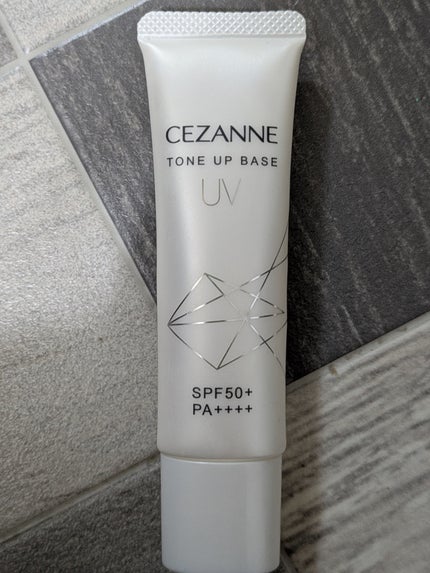 CEZANNE
TONE UP BASE
UV
SPF50+
PA++++